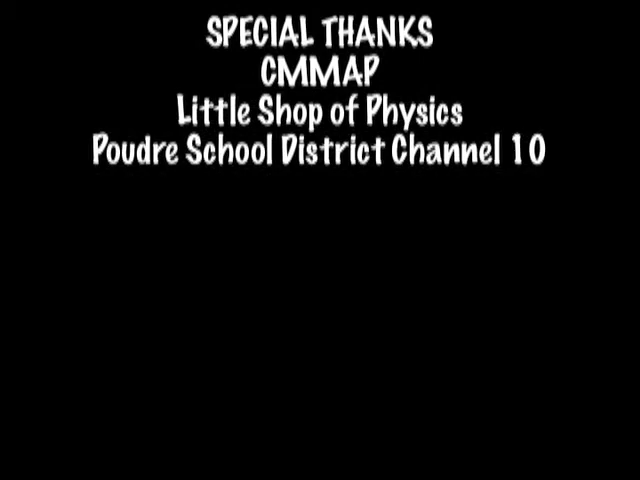 SPECIAL THANKS
CMMAP
Little Shop of Physics
Poudre School District Channel 10